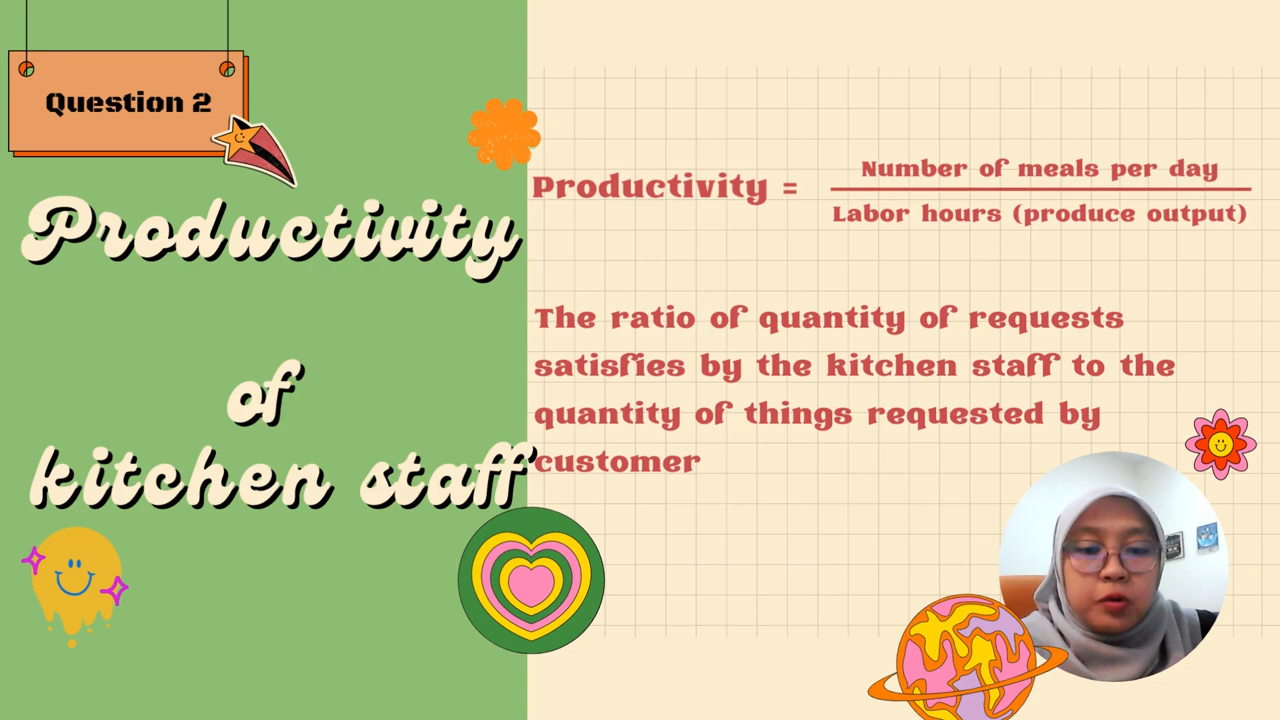 Question 2
Productivity
of
kitchen staff
Productivity =
Number of meals per day
Labor hours (produce output)
The ratio of quantity of requests
satisfies by the kitchen staff to the
quantity of things requested by
customer